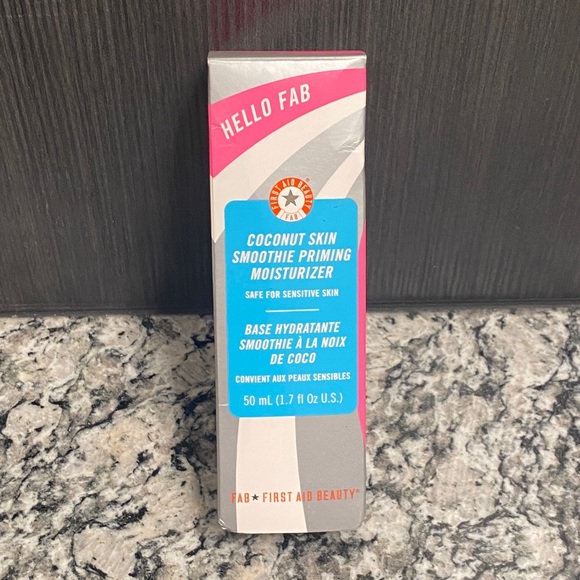 HELLO FAB
FIRST AID BEAUTY®
FAB
COCONUT SKIN
SMOOTHIE PRIMING
MOISTURIZER
SAFE FOR SENSITIVE SKIN
BASE HYDRATANTE
SMOOTHIE À LA NOIX
DE COCO
CONVIENT AUX PEAUX SENSIBLES
50 mL (1.7 fl Oz U.S.)
FAB★FIRST AID BEAUTY®